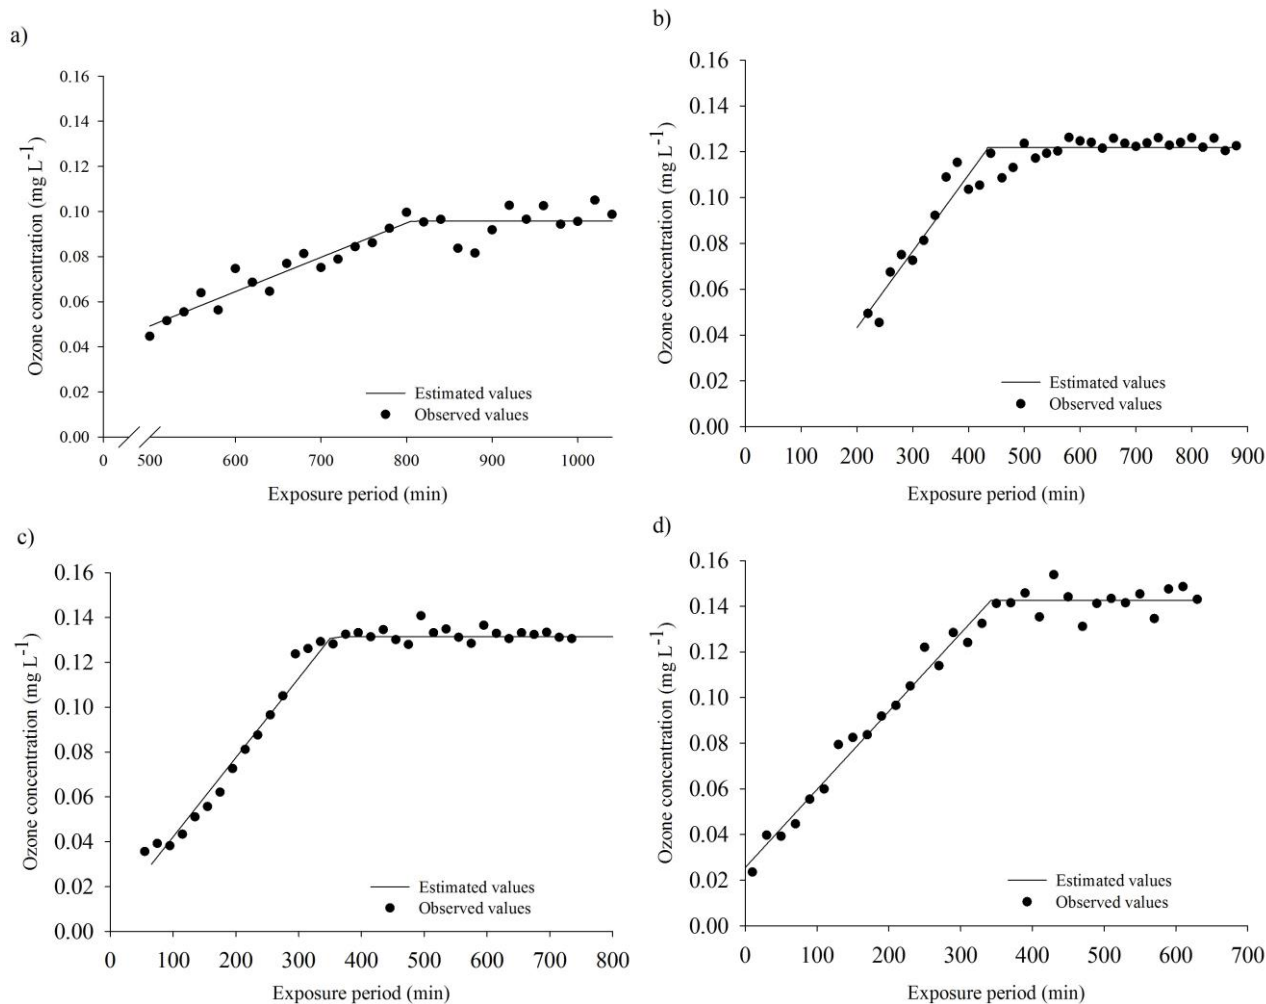 a)
0.16
0.14
0.12
0.10
0.08
0.06
0.04
0.02
0.00
Ozone concentration (mg L-1)
Estimated values
Observed values
0 500 600 700 800 900 1000
Exposure period (min)
b)
0.16
0.14
0.12
0.10
0.08
0.06
0.04
0.02
0.00
Ozone concentration (mg L-1)
Estimated values
Observed values
0 100 200 300 400 500 600 700 800 900
Exposure period (min)
c)
0.16
0.14
0.12
0.10
0.08
0.06
0.04
0.02
0.00
Ozone concentration (mg L-1)
Estimated values
Observed values
0 100 200 300 400 500 600 700 800
Exposure period (min)
d)
0.16
0.14
0.12
0.10
0.08
0.06
0.04
0.02
0.00
Ozone concentration (mg L-1)
Estimated values
Observed values
0 100 200 300 400 500 600 700
Exposure period (min)